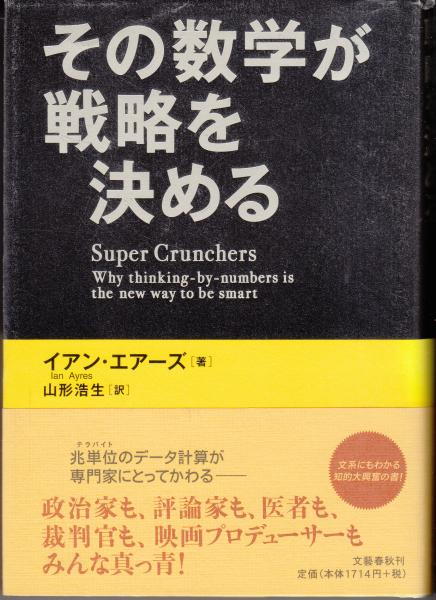 その数学が
戦略を
決める
Super Crunchers
Why thinking-by-numbers is
the new way to be smart
イアン・エアーズ[著]
Ian Ayres
山形浩生[訳]
テラバイト
兆単位のデータ計算が
専門家にとってかわる――
文系にもわかる
知的大興奮の書!
政治家も、評論家も、医者も、
裁判官も、映画プロデューサーも
みんな真っ青!
文藝春秋刊
定価(本体1714円+税)